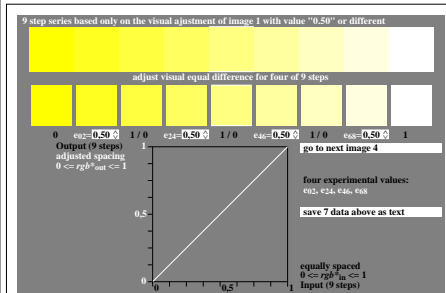 9 step series based only on the visual ajustment of image 1 with value "0.50" or different
adjust visual equal difference for four of 9 steps
0 e02= 0,50 1 / 0 e24= 0,50 1 / 0 e46= 0,50 1 / 0 e68= 0,50 1
Output (9 steps)
adjusted spacing
0 <= rgb*out <= 1
1
go to next image 4
four experimental values:
e02, e24, e46, e68
0,5
save 7 data above as text
equally spaced
0 <= rgb*in <= 1
Input (9 steps)
0
0 0,5 1